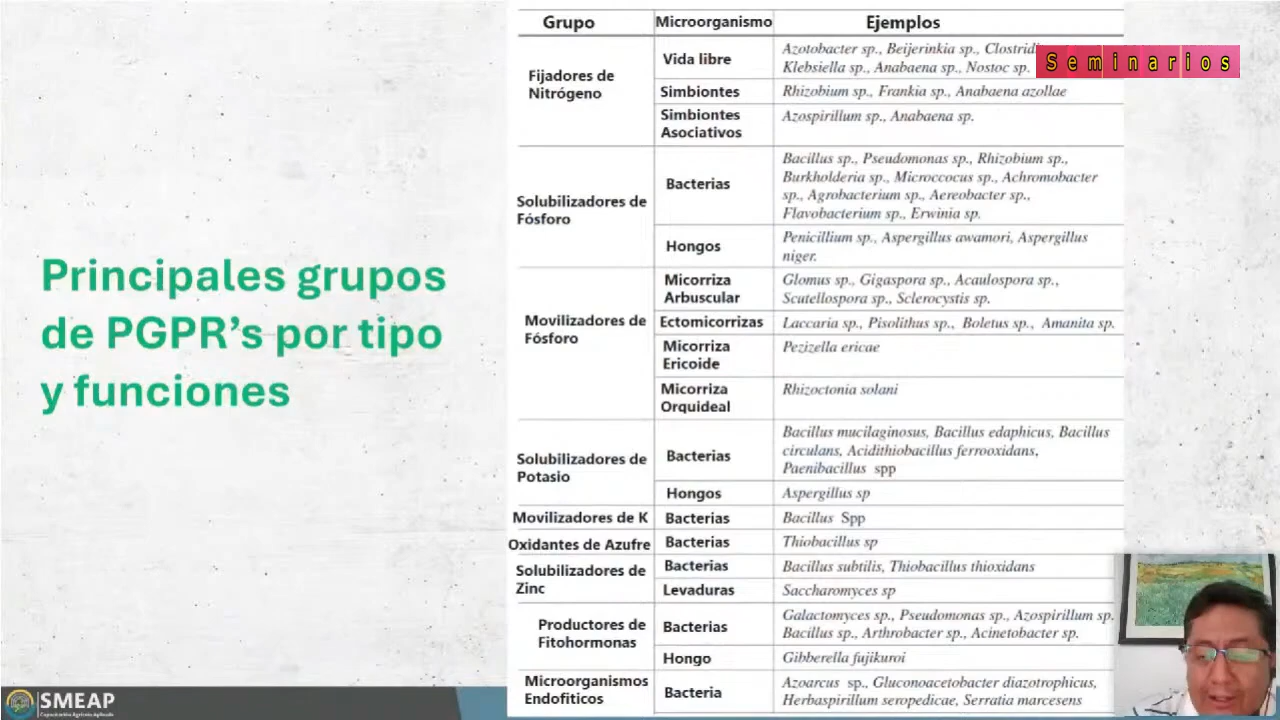 Principales grupos
de PGPR’s por tipo
y funciones
Grupo Microorganismo Ejemplos
Fijadores de
Nitrógeno
Vida libre
Azotobacter sp., Beijerinkia sp.,
Klebsiella sp., Anabaena sp., Nostoc sp.
Simbiontes
Rhizobium sp., Frankia sp., Anabaena azollae
Simbiontes
Asociativos
Azospirillum sp., Anabaena sp.
Solubilizadores de
Fósforo
Bacterias
Bacillus sp., Pseudomonas sp., Rhizobium sp.,
Burkholderia sp., Microccocus sp., Achromobacter
sp., Agrobacterium sp., Aereobacter sp.,
Flavobacterium sp., Erwinia sp.
Hongos
Penicillium sp., Aspergillus awamori, Aspergillus
niger.
Movilizadores de
Fósforo
Micorriza
Arbuscular
Glomus sp., Gigaspora sp., Acaulospora sp.,
Scutellospora sp., Sclerocystis sp.
Ectomicorrizas
Laccaria sp., Pisolithus sp., Boletus sp., Amanita sp.
Micorriza
Ericoide
Pezizella ericae
Micorriza
Orquideal
Rhizoctonia solani
Solubilizadores de
Potasio
Bacterias
Bacillus mucilaginosus, Bacillus edaphicus, Bacillus
circulans, Acidithiobacillus ferrooxidans,
Paenibacillus spp
Hongos
Aspergillus sp
Movilizadores de K
Bacterias
Bacillus Spp
Oxidantes de Azufre
Bacterias
Thiobacillus sp
Solubilizadores de
Zinc
Bacterias
Bacillus subtilis, Thiobacillus thioxidans
Levaduras
Saccharomyces sp
Productores de
Fitohormonas
Bacterias
Galactomyces sp., Pseudomonas sp., Azospirillum sp.
Bacillus sp., Arthrobacter sp., Acinetobacter sp.
Hongo
Gibberella fujikuroi
Microorganismos
Endofiticos
Bacteria
Azoarcus sp., Gluconoacetobacter diazotrophicus,
Herbaspirillum seropedicae, Serratia marcesens
Seminarios
SMEAP
Capacitación Agrícola Aplicada